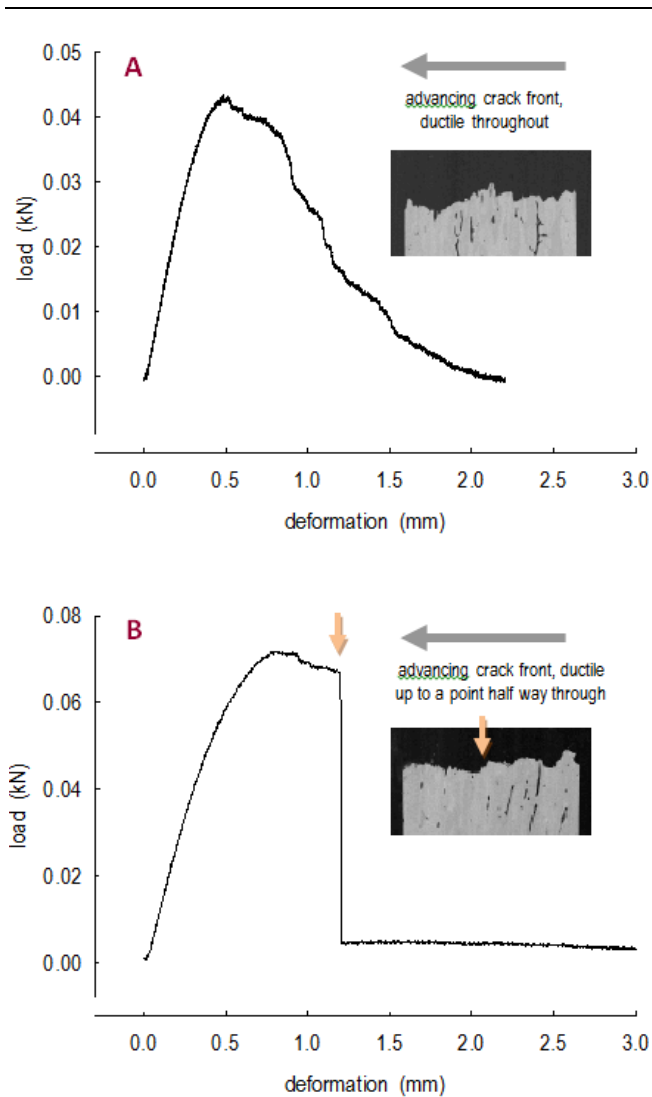 0.05
A
0.04
0.03
0.02
0.01
0.00
load (kN)
advancing crack front,
ductile throughout
0.0 0.5 1.0 1.5 2.0 2.5 3.0
deformation (mm)
0.08
B
0.06
0.04
0.02
0.00
load (kN)
advancing crack front, ductile
up to a point half way through
0.0 0.5 1.0 1.5 2.0 2.5 3.0
deformation (mm)